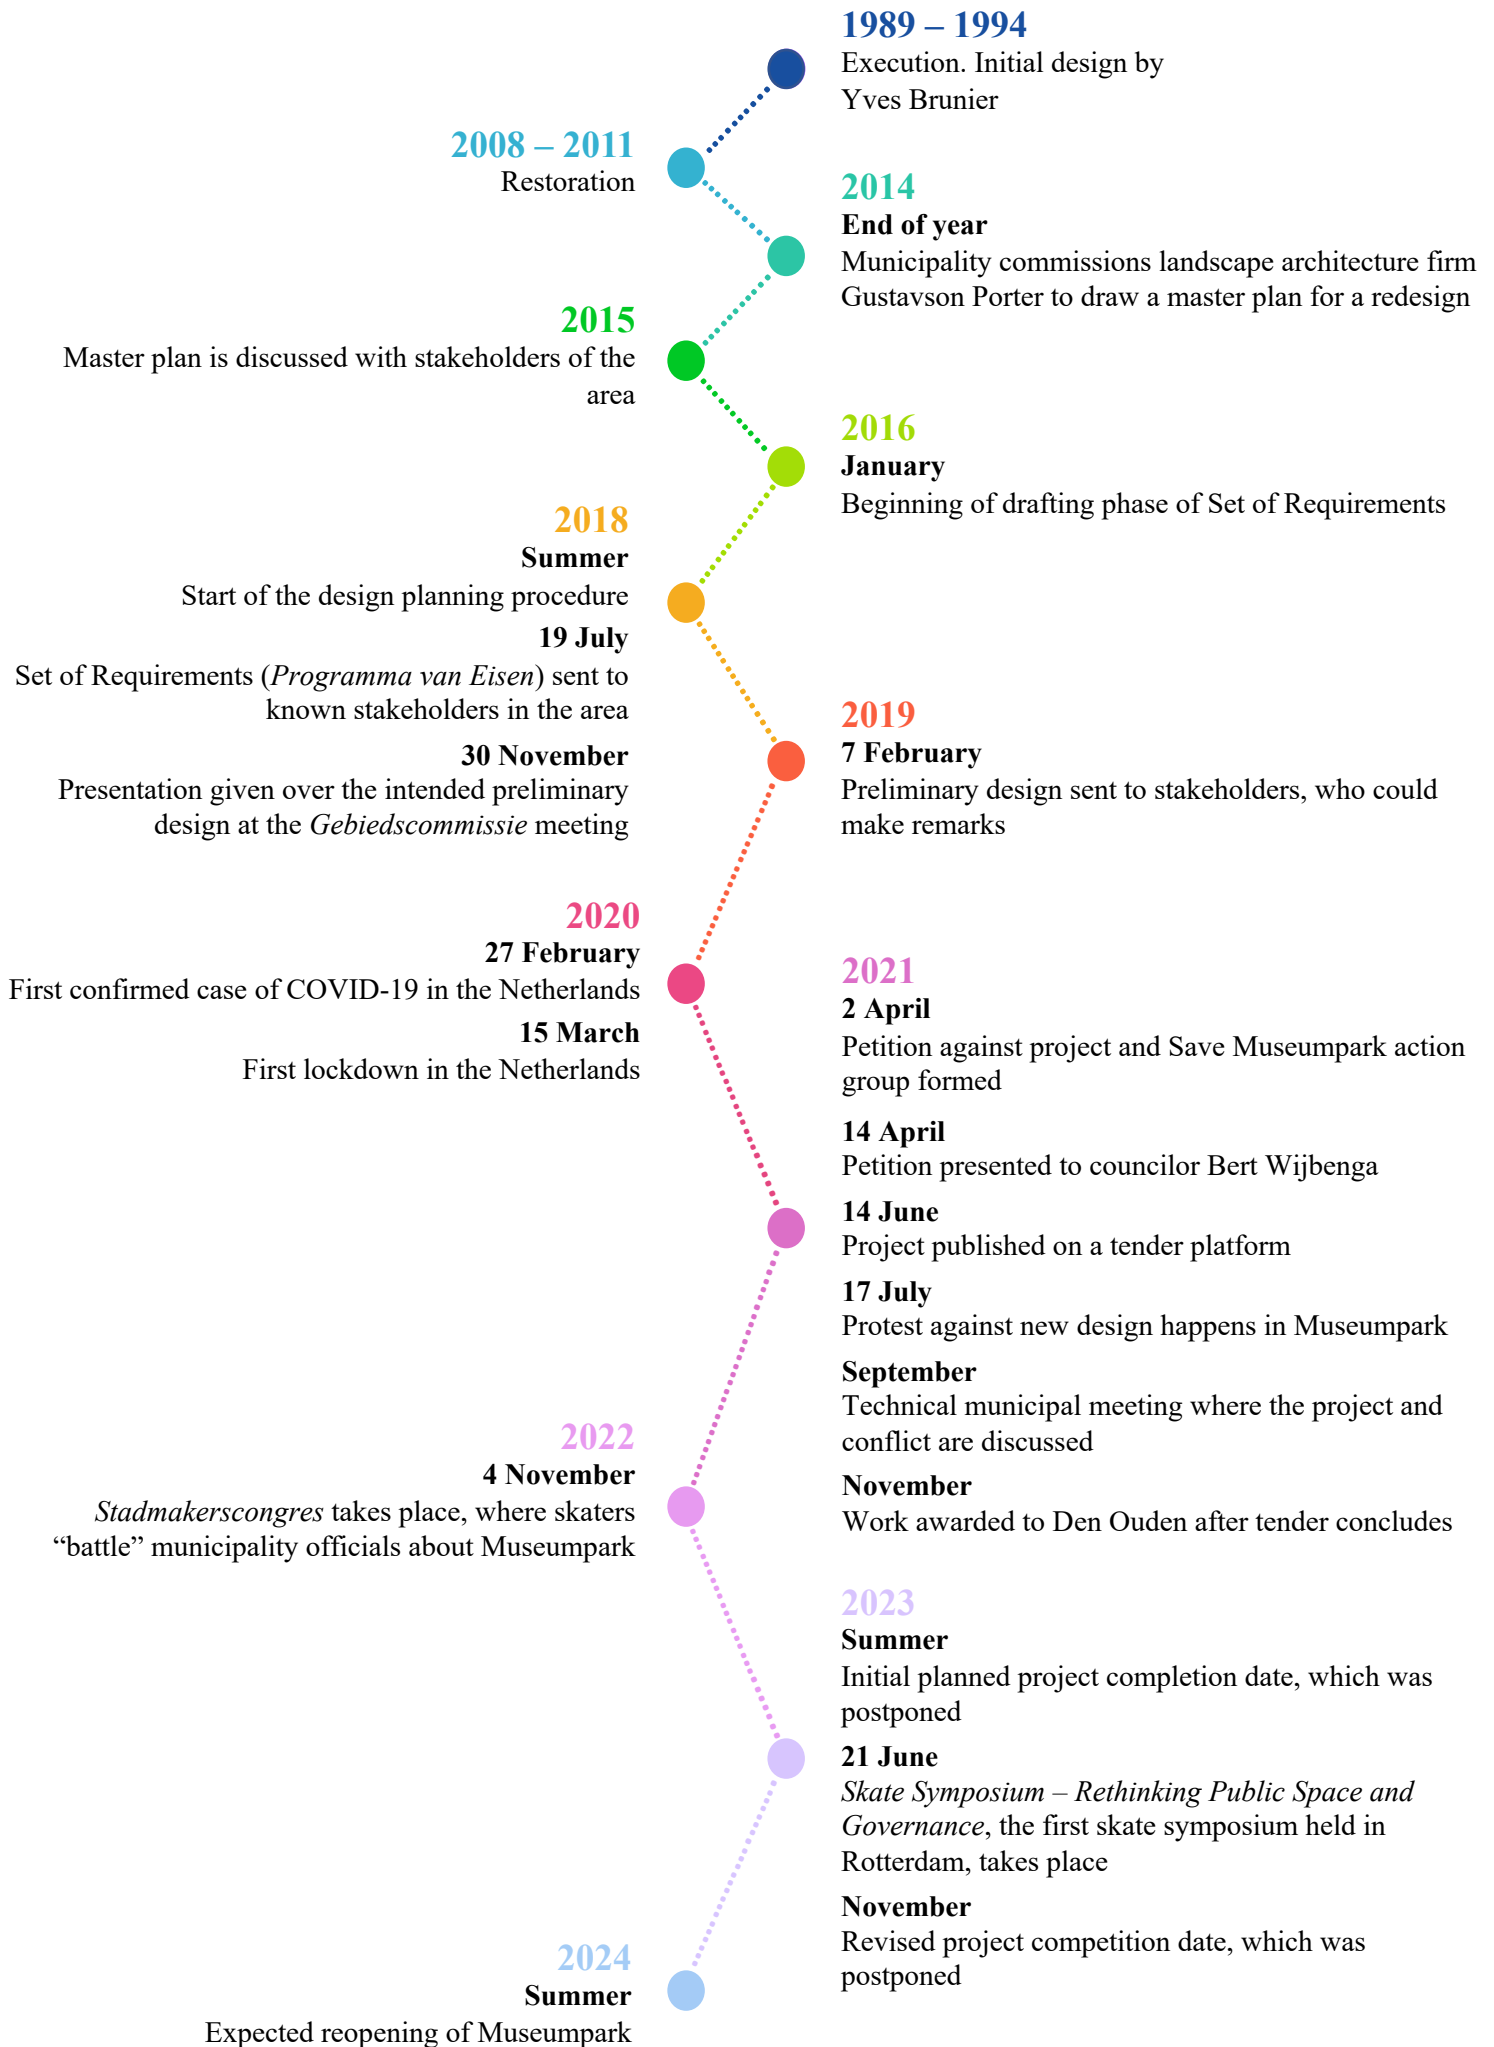 1989 – 1994
Execution. Initial design by
Yves Brunier
2008 – 2011
Restoration
2014
End of year
Municipality commissions landscape architecture firm
Gustavson Porter to draw a master plan for a redesign
2015
Master plan is discussed with stakeholders of the
area
2016
January
Beginning of drafting phase of Set of Requirements
2018
Summer
Start of the design planning procedure
19 July
Set of Requirements (Programma van Eisen) sent to
known stakeholders in the area
30 November
Presentation given over the intended preliminary
design at the Gebiedscommissie meeting
2019
7 February
Preliminary design sent to stakeholders, who could
make remarks
2020
27 February
First confirmed case of COVID-19 in the Netherlands
15 March
First lockdown in the Netherlands
2021
2 April
Petition against project and Save Museumpark action
group formed
14 April
Petition presented to councilor Bert Wijbenga
14 June
Project published on a tender platform
17 July
Protest against new design happens in Museumpark
September
Technical municipal meeting where the project and
conflict are discussed
November
Work awarded to Den Ouden after tender concludes
2022
4 November
Stadmakerscongres takes place, where skaters
“battle” municipality officials about Museumpark
2023
Summer
Initial planned project completion date, which was
postponed
21 June
Skate Symposium – Rethinking Public Space and
Governance, the first skate symposium held in
Rotterdam, takes place
November
Revised project competition date, which was
postponed
2024
Summer
Expected reopening of Museumpark